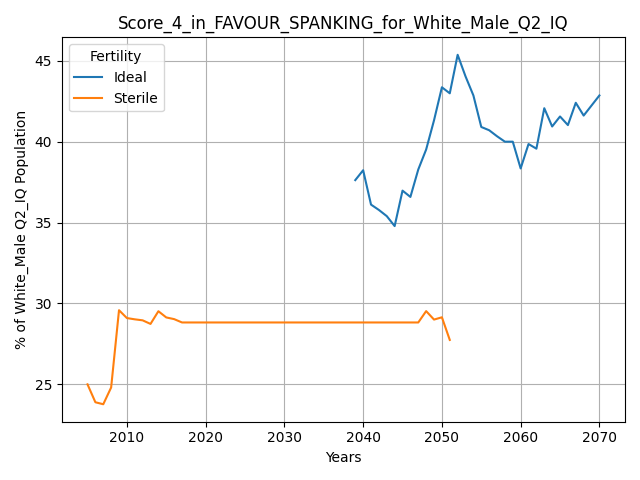 Score_4_in_FAVOUR_SPANKING_for_White_Male_Q2_IQ
Fertility
Ideal
Sterile
% of White_Male Q2_IQ Population
45
40
35
30
25
2010 2020 2030 2040 2050 2060 2070
Years